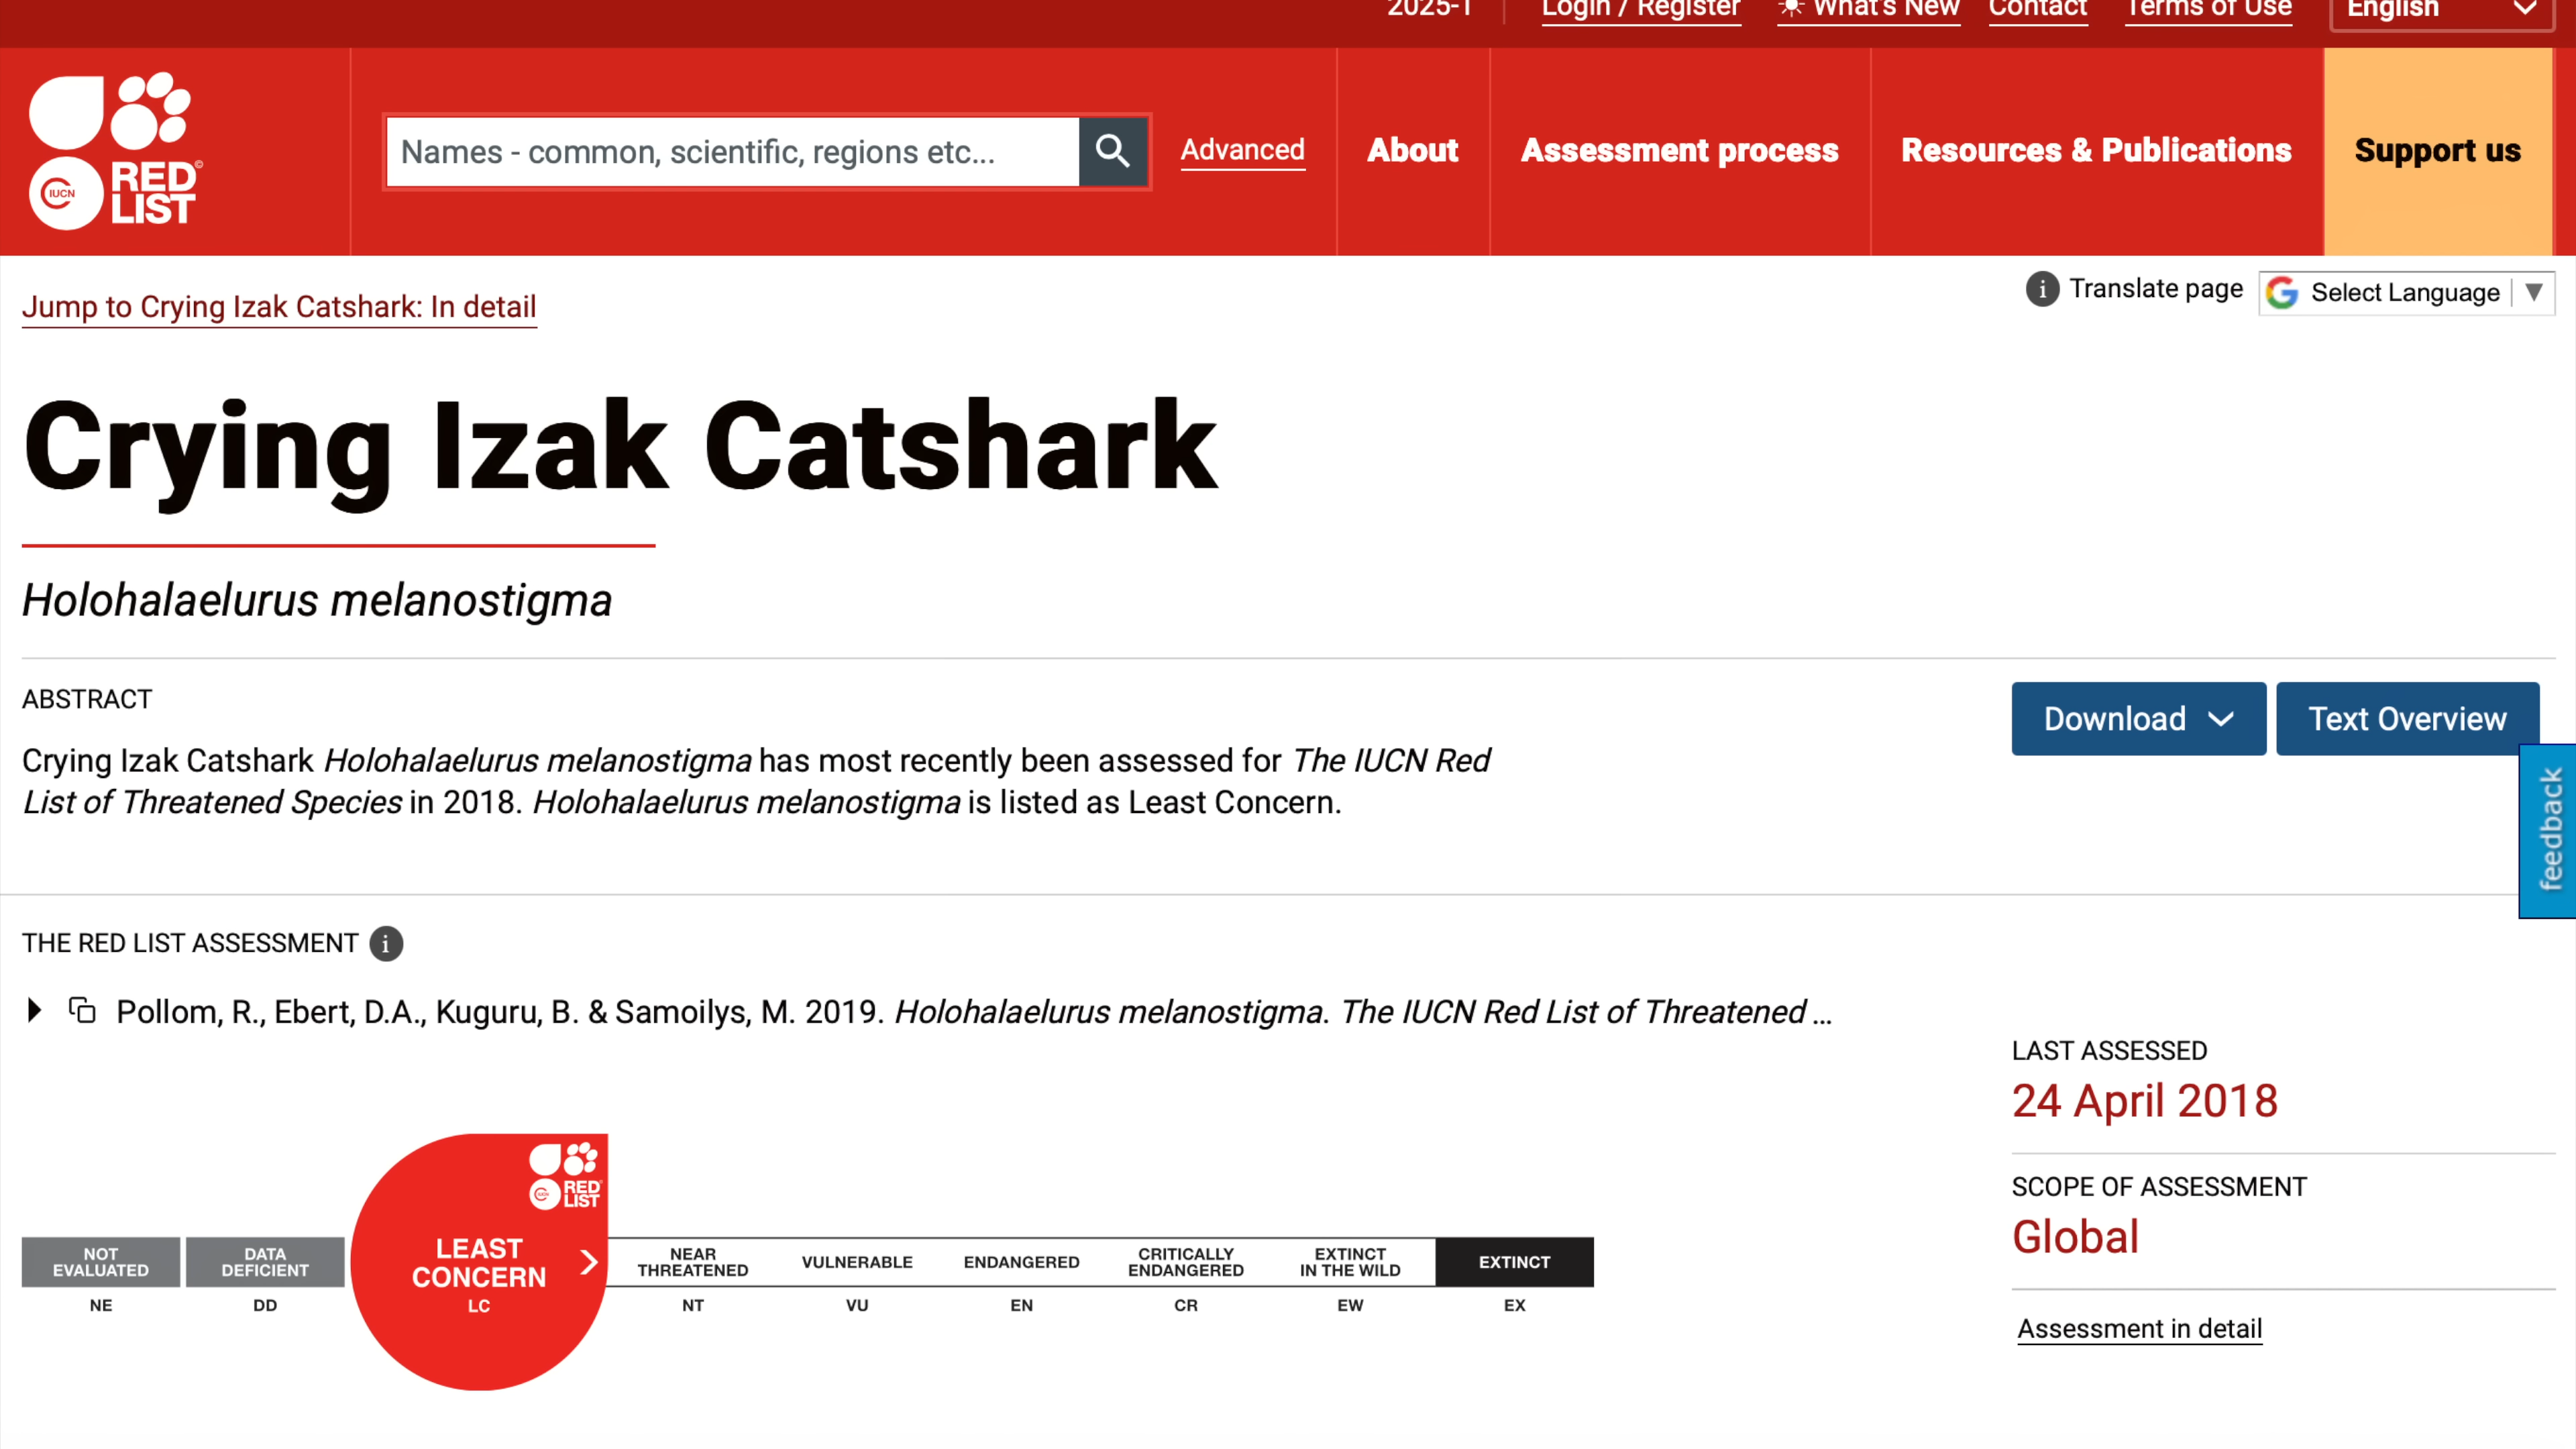 2025-1 Login / Register What's New Contact Terms of Use English
IUCN RED LIST
Names - common, scientific, regions etc... Advanced About Assessment process Resources & Publications Support us
Jump to Crying Izak Catshark: In detail
Translate page Select Language
Crying Izak Catshark
Holohalaelurus melanostigma
ABSTRACT
Download Text Overview
Crying Izak Catshark Holohalaelurus melanostigma has most recently been assessed for The IUCN Red
List of Threatened Species in 2018. Holohalaelurus melanostigma is listed as Least Concern.
feedback
THE RED LIST ASSESSMENT i
Pollom, R., Ebert, D.A., Kuguru, B. & Samoilys, M. 2019. Holohalaelurus melanostigma. The IUCN Red List of Threatened ...
LAST ASSESSED
24 April 2018
SCOPE OF ASSESSMENT
Global
Assessment in detail
RED LIST
NOT EVALUATED
NE
DATA DEFICIENT
DD
LEAST CONCERN
LC
NEAR THREATENED
NT
VULNERABLE
VU
ENDANGERED
EN
CRITICALLY ENDANGERED
CR
EXTINCT IN THE WILD
EW
EXTINCT
EX